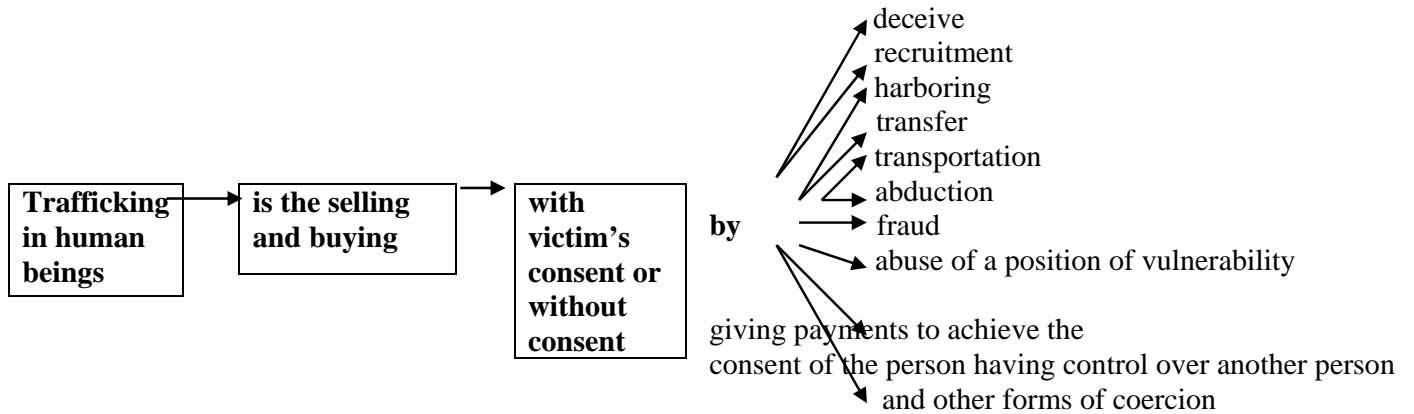 Trafficking
in human
beings
is the selling
and buying
with
victim's
consent or
without
consent
by
deceive
recruitment
harboring
transfer
transportation
abduction
fraud
abuse of a position of vulnerability
giving payments to achieve the
consent of the person having control over another person
and other forms of coercion